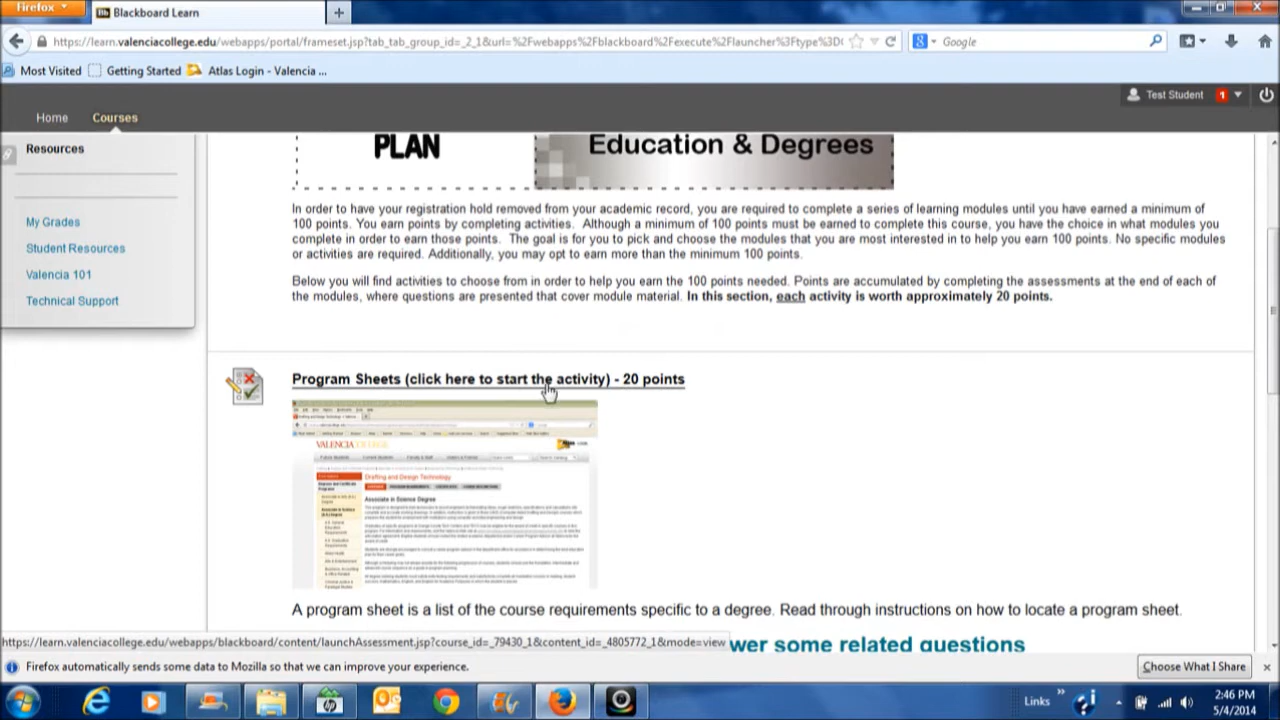 Firefox
Blackboard Learn
https://learn.valenciacollege.edu/webapps/portal/frameset.jsp?tab_tab_group_id=_2_1&url=%2Fwebapps%2Fblackboard%2Fexecute%2Flauncher%3Ftype%3D
Google
Most Visited
Getting Started
Atlas Login - Valencia ...
Test Student 1
Home
Courses
Resources
My Grades
Student Resources
Valencia 101
Technical Support
PLAN
Education & Degrees
In order to have your registration hold removed from your academic record, you are required to complete a series of learning modules until you have earned a minimum of
100 points. You earn points by completing activities. Although a minimum of 100 points must be earned to complete this course, you have the choice in what modules you
complete in order to earn those points. The goal is for you to pick and choose the modules that you are most interested in to help you earn 100 points. No specific modules
or activities are required. Additionally, you may opt to earn more than the minimum 100 points.
Below you will find activities to choose from in order to help you earn the 100 points needed. Points are accumulated by completing the assessments at the end of each of
the modules, where questions are presented that cover module material. In this section, each activity is worth approximately 20 points.
Program Sheets (click here to start the activity) - 20 points
VALENCIA COLLEGE
Drafting and Design Technology
Associate in Science Degree
A program sheet is a list of the course requirements specific to a degree. Read through instructions on how to locate a program sheet.
wer some related questions
https://learn.valenciacollege.edu/webapps/blackboard/content/launchAssessment.jsp?course_id=_79430_1&content_id=_4805772_1&mode=view
Firefox automatically sends some data to Mozilla so that we can improve your experience.
Choose What I Share
Links
2:46 PM
5/4/2014